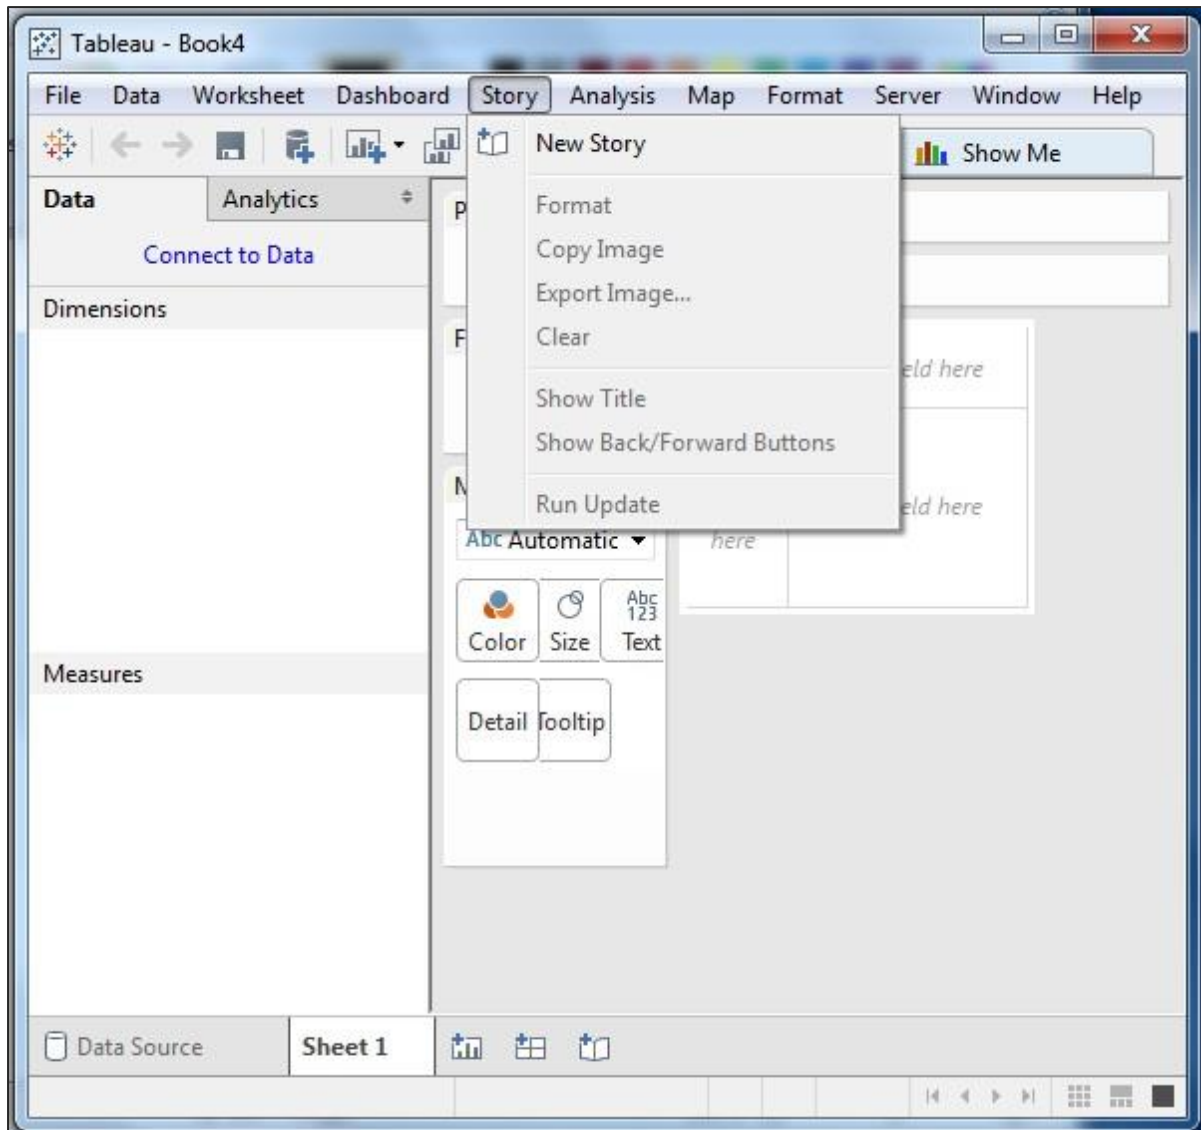 Tableau - Book4
File Data Worksheet Dashboard Story Analysis Map Format Server Window Help
New Story
Show Me
Data Analytics
P
Format
Connect to Data
Copy Image
Export Image...
Dimensions
F
Clear
eld here
Show Title
Show Back/Forward Buttons
M
Run Update
eld here
Abc Automatic
here
Abc
123
Color Size Text
Measures
Detail Tooltip
Data Source Sheet 1